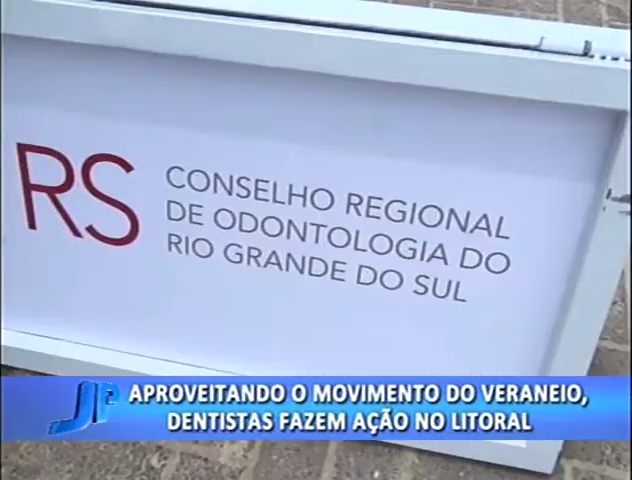 RS
CONSELHO REGIONAL
DE ODONTOLOGIA DO
RIO GRANDE DO SUL
JP
APROVEITANDO O MOVIMENTO DO VERANEIO,
DENTISTAS FAZEM AÇÃO NO LITORAL